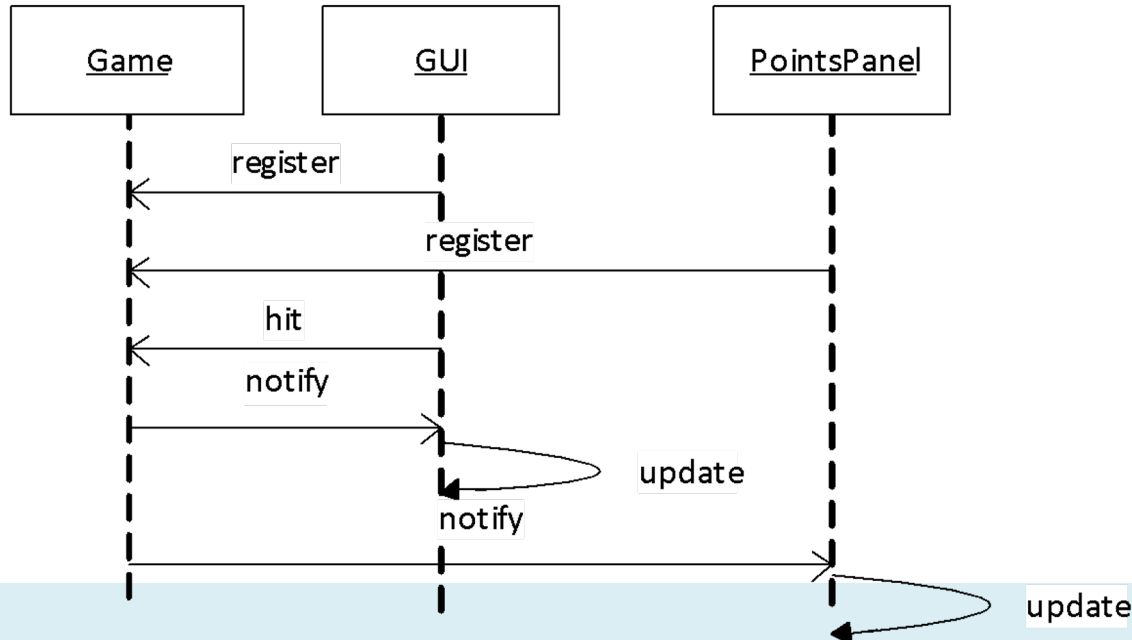 Game
GUI
PointsPanel
register
register
hit
notify
update
notify
update